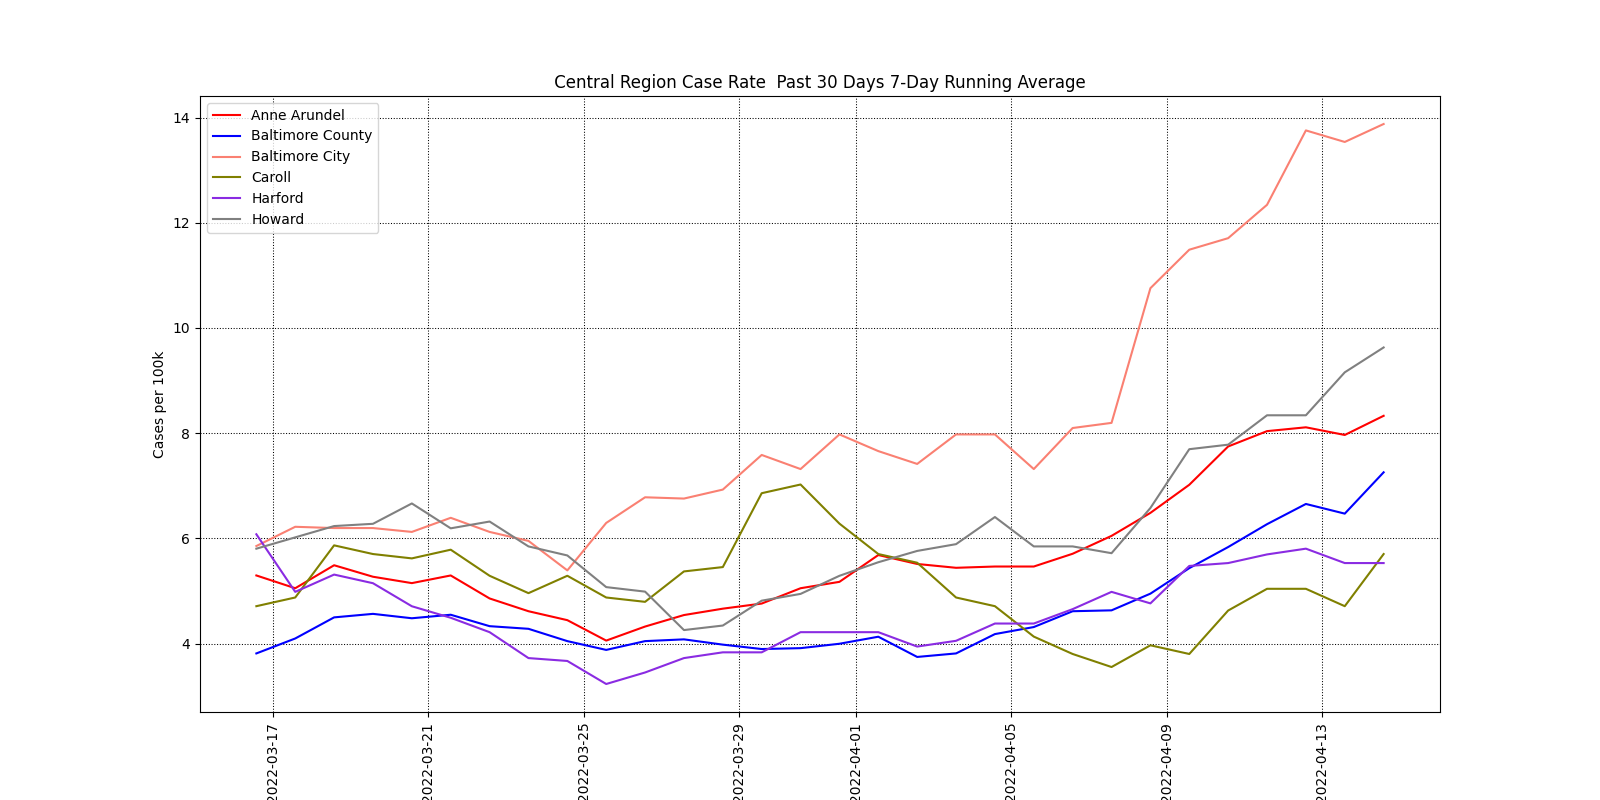 Central Region Case Rate  Past 30 Days 7-Day Running Average
Anne Arundel
Baltimore County
Baltimore City
Caroll
Harford
Howard
Cases per 100k
14
12
10
8
6
4
2022-03-17
2022-03-21
2022-03-25
2022-03-29
2022-04-01
2022-04-05
2022-04-09
2022-04-13